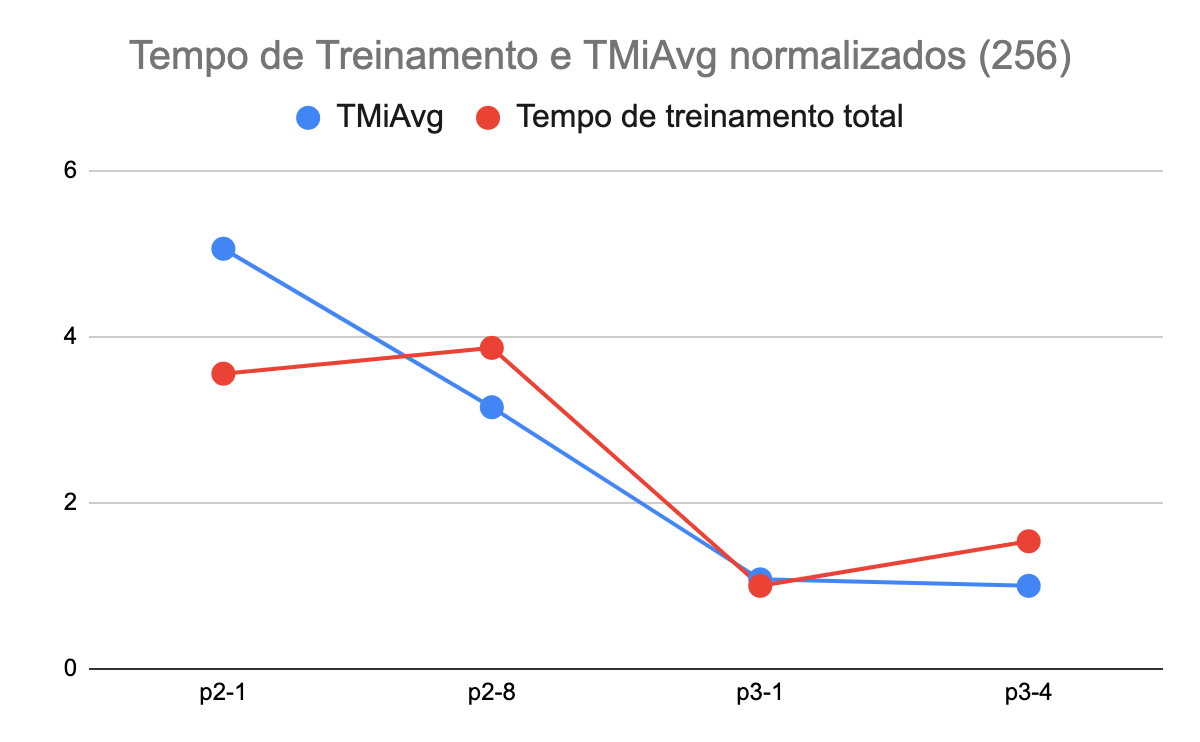 Tempo de Treinamento e TMiAvg normalizados (256)
TMiAvg Tempo de treinamento total
6
4
2
0
p2-1 p2-8 p3-1 p3-4